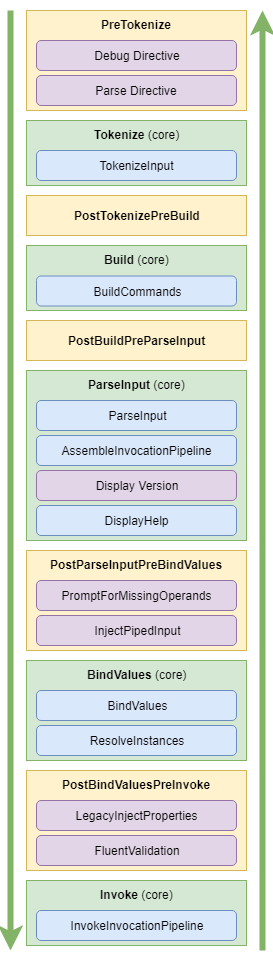 PreTokenize
Debug Directive
Parse Directive
Tokenize (core)
TokenizeInput
PostTokenizePreBuild
Build (core)
BuildCommands
PostBuildPreParseInput
ParseInput (core)
ParseInput
AssembleInvocationPipeline
Display Version
DisplayHelp
PostParseInputPreBindValues
PromptForMissingOperands
InjectPipedInput
BindValues (core)
BindValues
ResolveInstances
PostBindValuesPreInvoke
LegacyInjectProperties
FluentValidation
Invoke (core)
InvokeInvocationPipeline